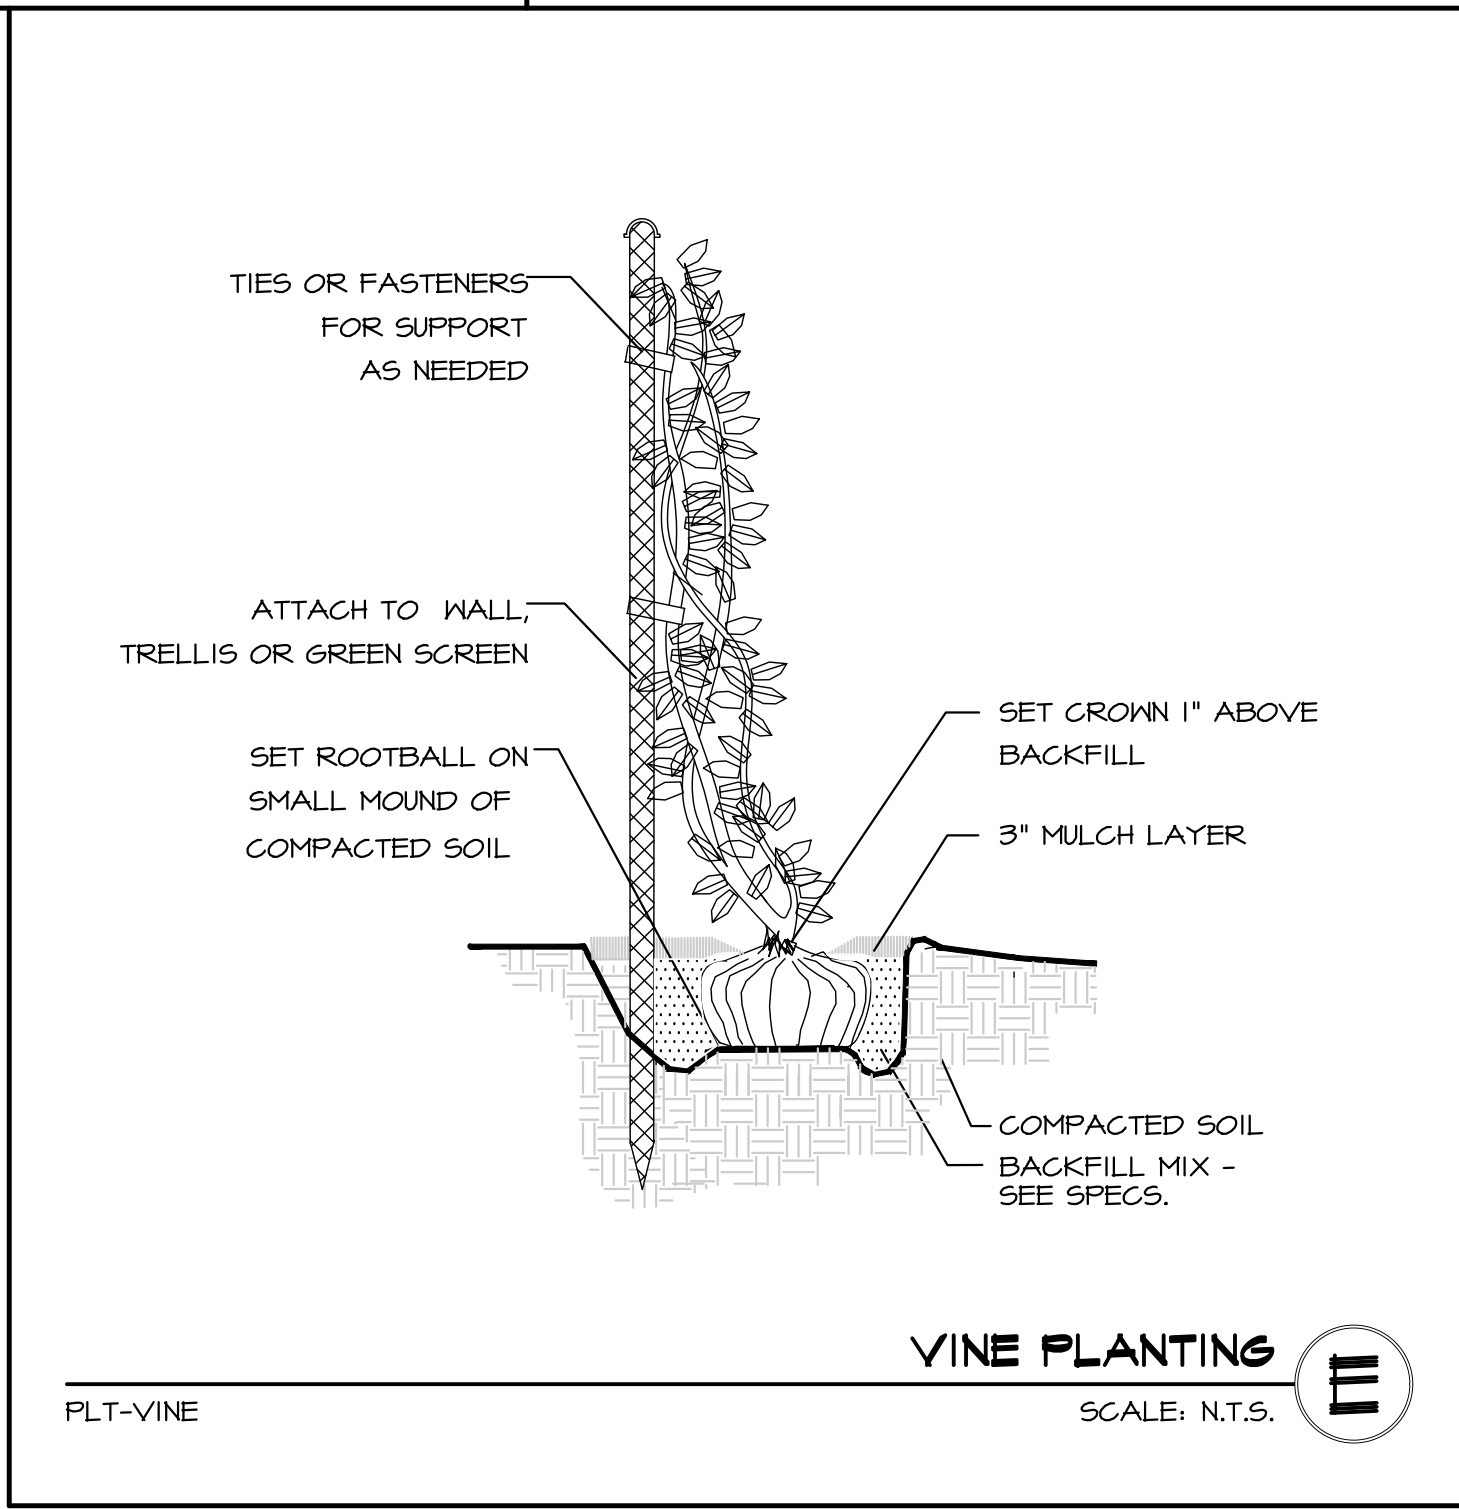 TIES OR FASTENERS
FOR SUPPORT
AS NEEDED
ATTACH TO WALL,
TRELLIS OR GREEN SCREEN
SET ROOTBALL ON
SMALL MOUND OF
COMPACTED SOIL
SET CROWN 1" ABOVE
BACKFILL
3" MULCH LAYER
COMPACTED SOIL
BACKFILL MIX -
SEE SPECS.
VINE PLANTING
E
PLT-VINE
SCALE: N.T.S.